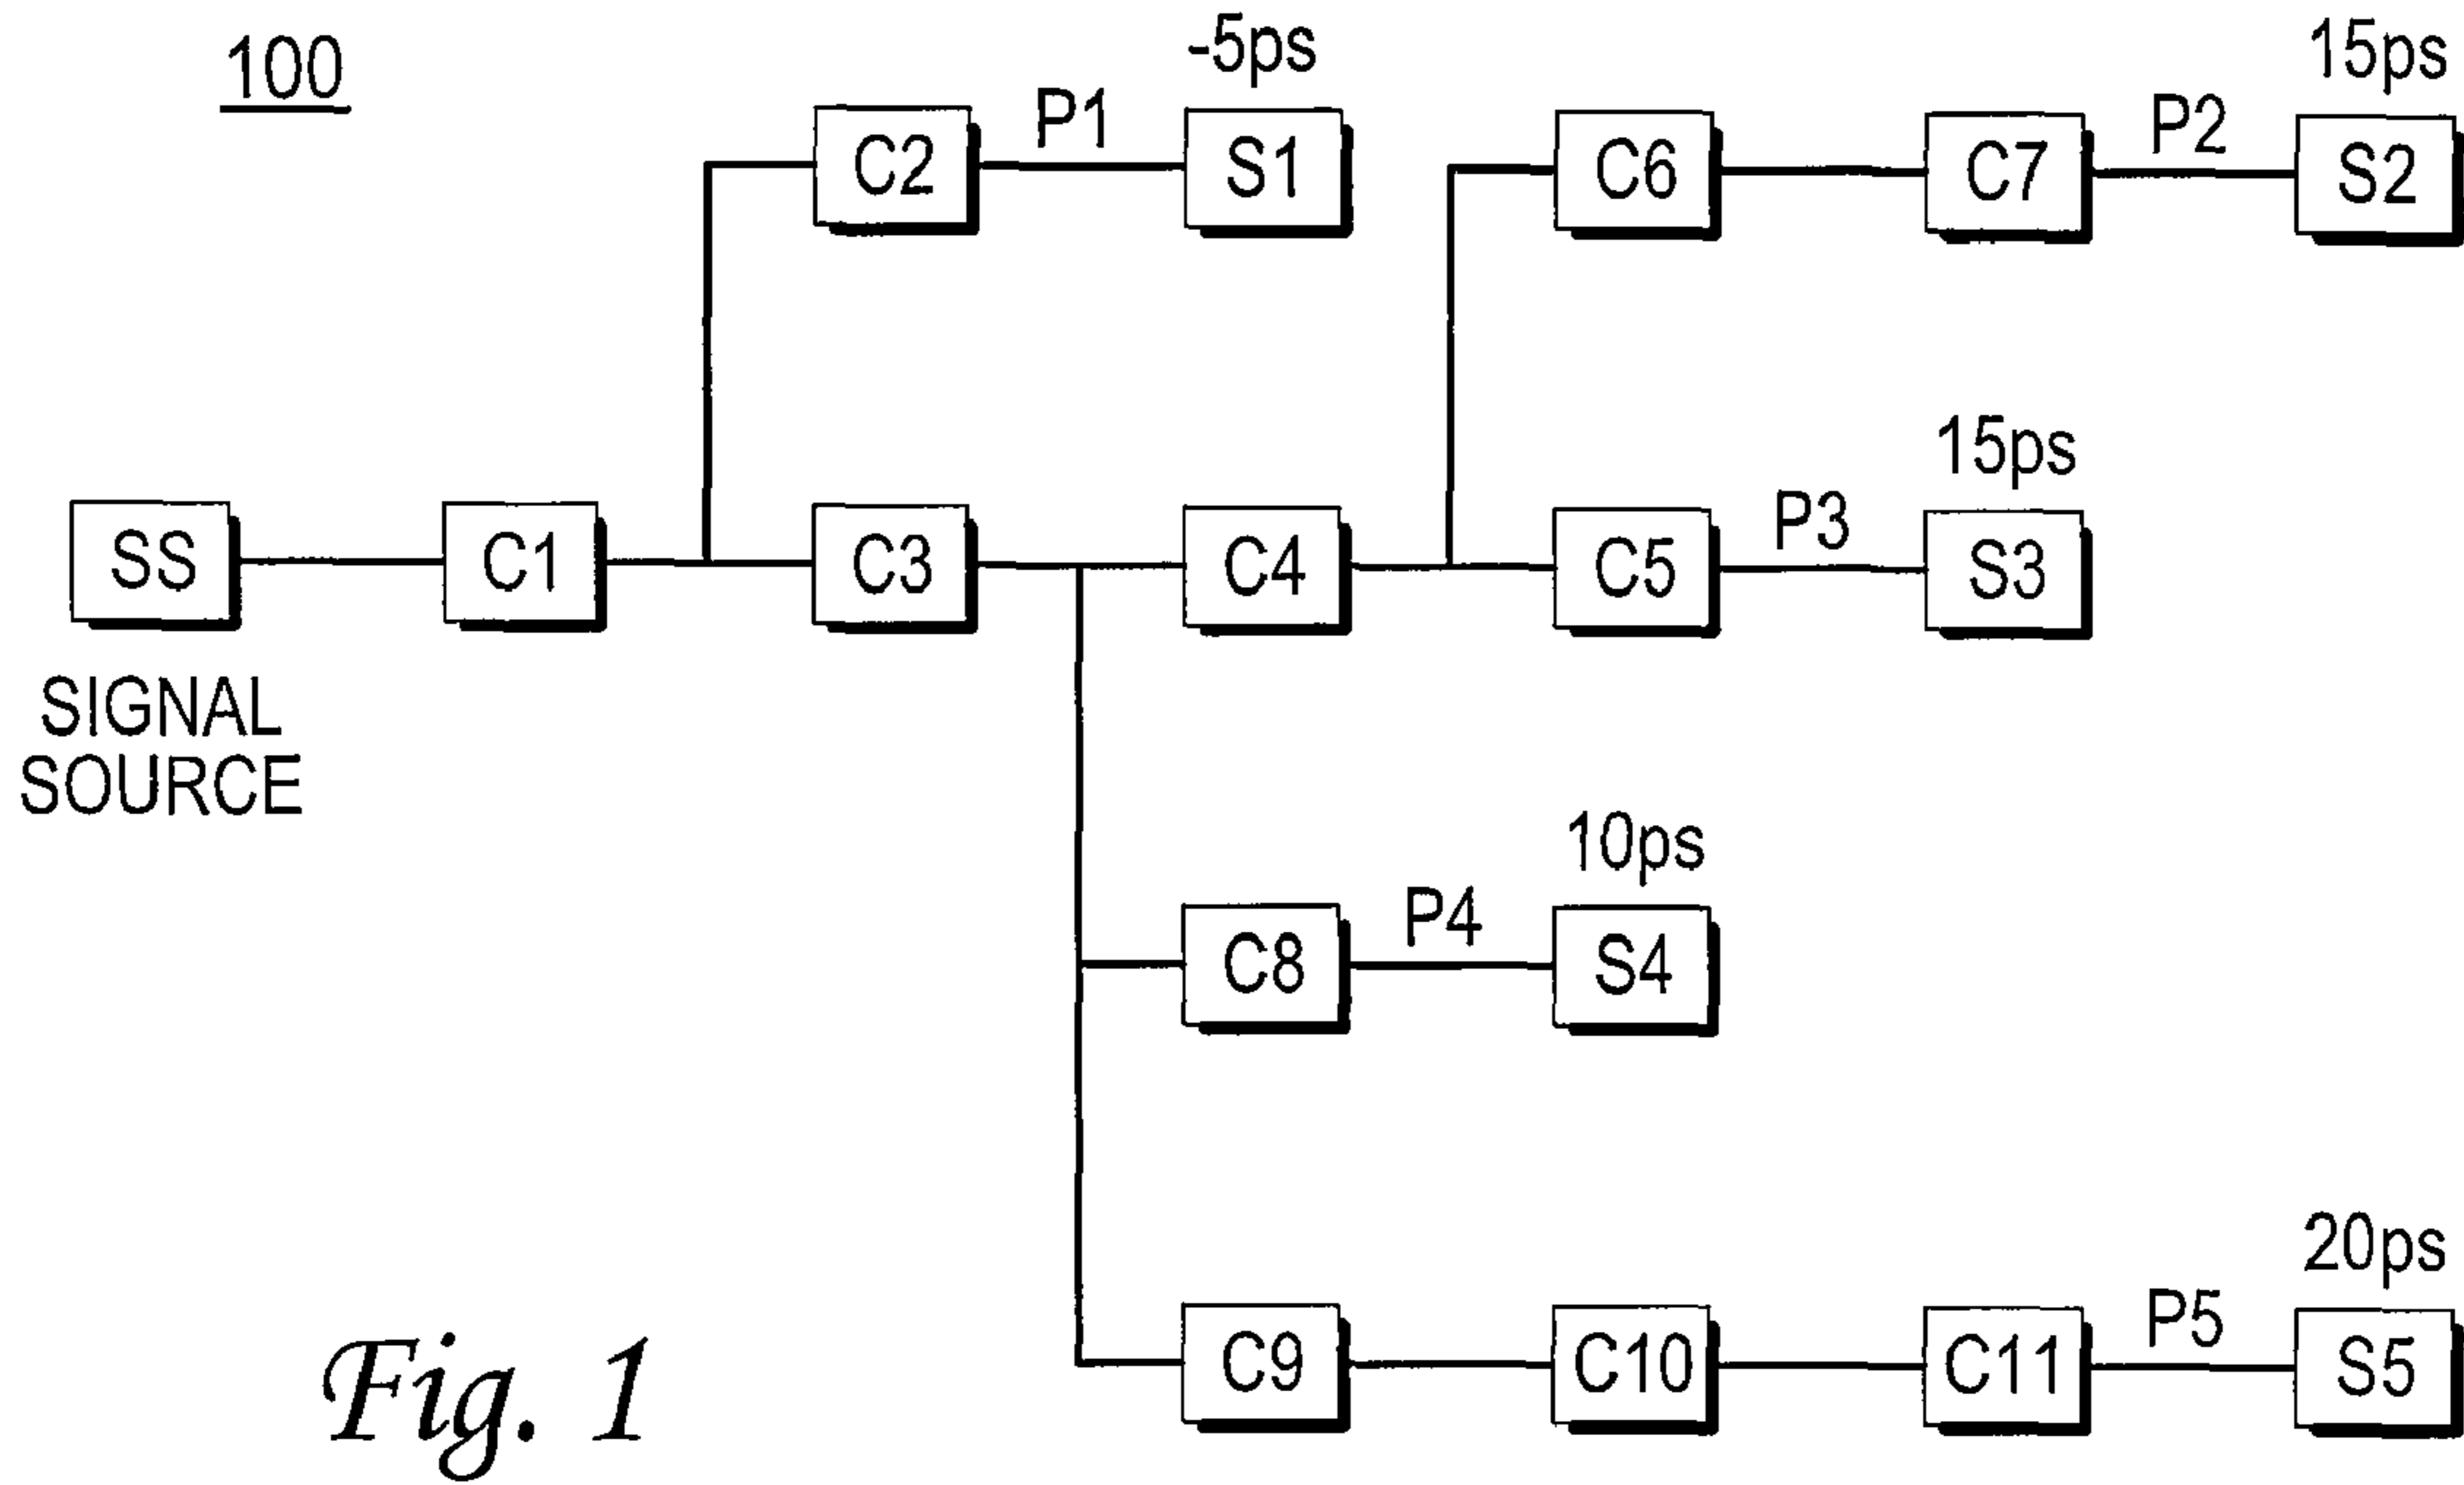 100
-5ps
15ps
C2
P1
S1
C6
C7
P2
S2
15ps
SS
C1
C3
C4
C5
P3
S3
SIGNAL
SOURCE
10ps
C8
P4
S4
20ps
C9
C10
C11
P5
S5
Fig. 1